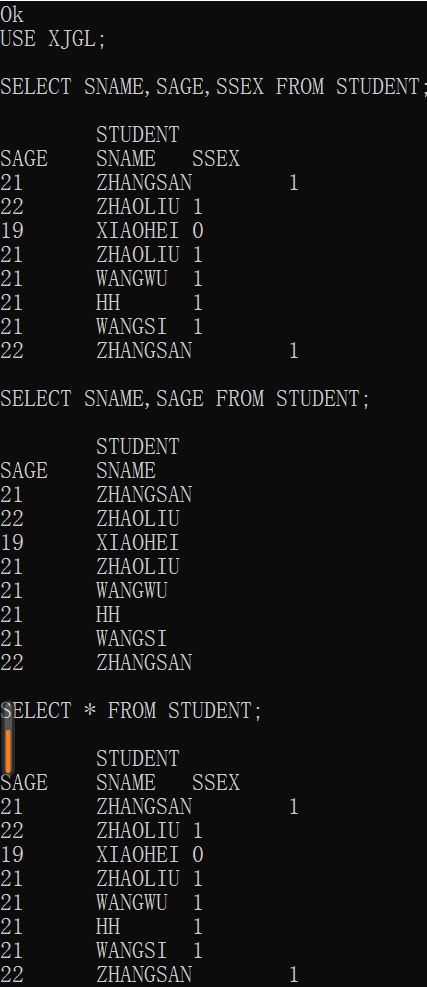 Ok
USE XJGL;
SELECT SNAME,SAGE,SSEX FROM STUDENT;
STUDENT
SAGE SNAME SSEX
21 ZHANGSAN 1
22 ZHAOLIU 1
19 XIAOHEI 0
21 ZHAOLIU 1
21 WANGWU 1
21 HH 1
21 WANGSI 1
22 ZHANGSAN 1
SELECT SNAME,SAGE FROM STUDENT;
STUDENT
SAGE SNAME
21 ZHANGSAN
22 ZHAOLIU
19 XIAOHEI
21 ZHAOLIU
21 WANGWU
21 HH
21 WANGSI
22 ZHANGSAN
SELECT * FROM STUDENT;
STUDENT
SAGE SNAME SSEX
21 ZHANGSAN 1
22 ZHAOLIU 1
19 XIAOHEI 0
21 ZHAOLIU 1
21 WANGWU 1
21 HH 1
21 WANGSI 1
22 ZHANGSAN 1